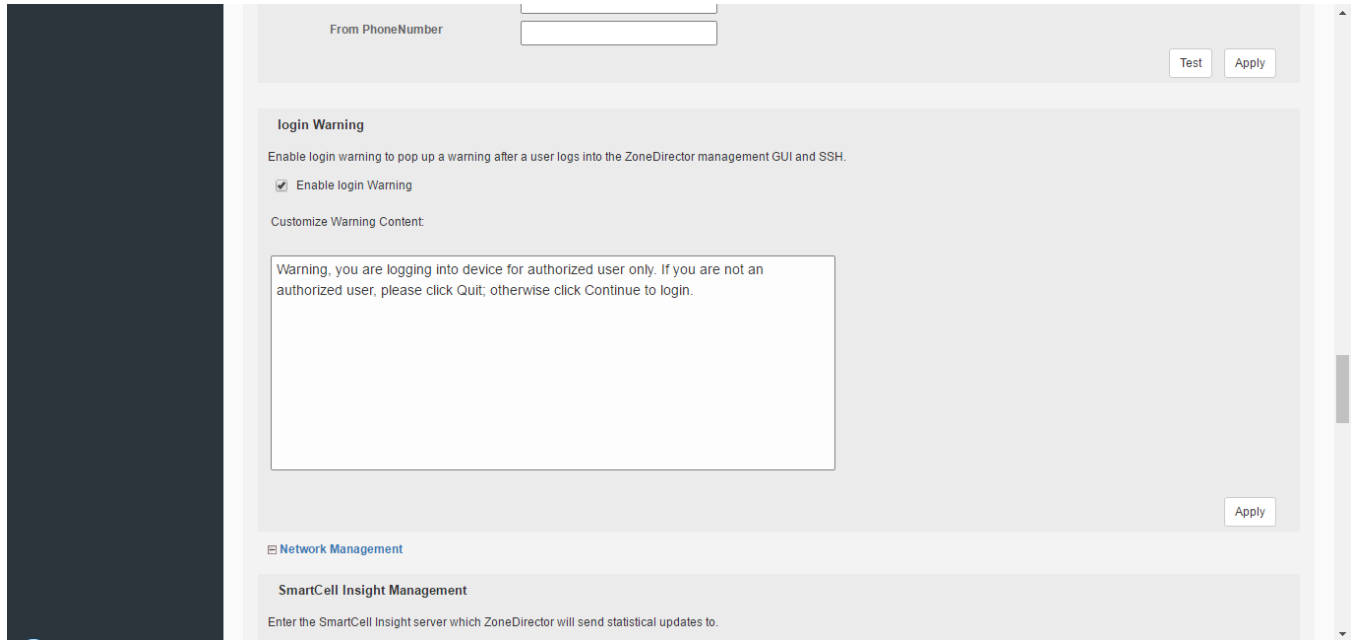 From PhoneNumber
Test Apply
login Warning
Enable login warning to pop up a warning after a user logs into the ZoneDirector management GUI and SSH.
Enable login Warning
Customize Warning Content:
Warning, you are logging into device for authorized user only. If you are not an
authorized user, please click Quit; otherwise click Continue to login.
Apply
Network Management
SmartCell Insight Management
Enter the SmartCell Insight server which ZoneDirector will send statistical updates to.